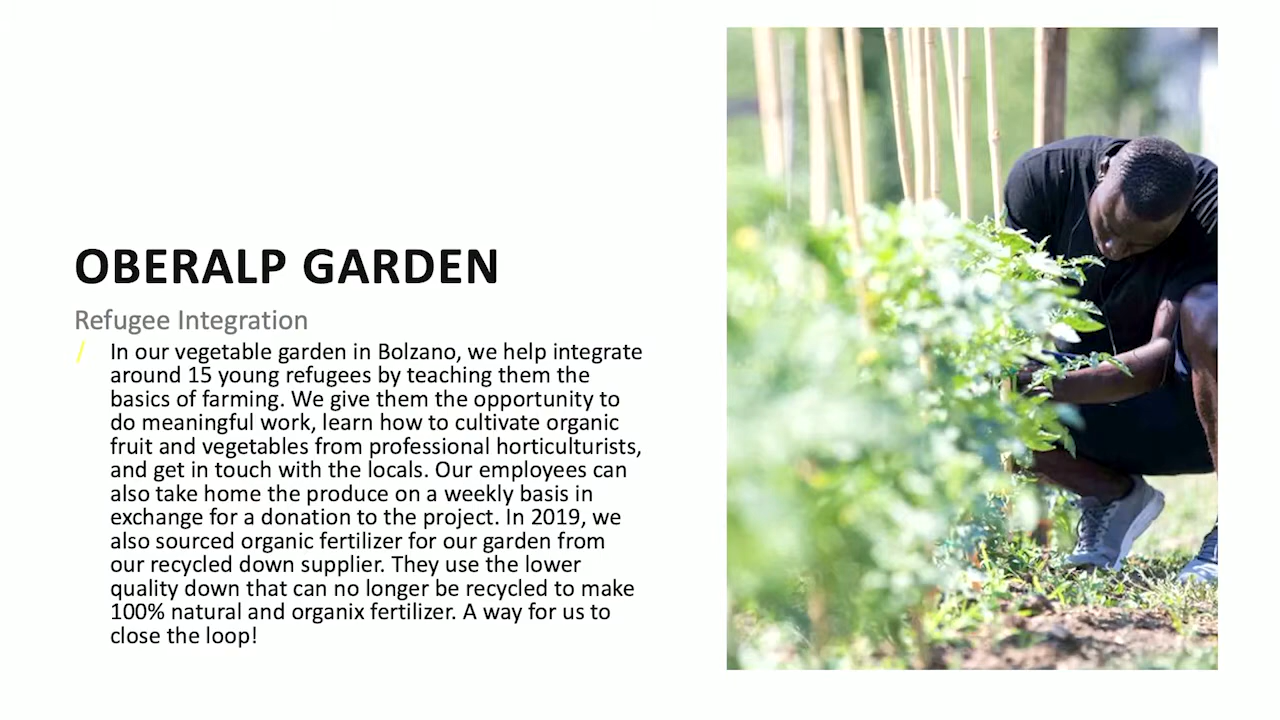 OBERALP GARDEN
Refugee Integration
/ In our vegetable garden in Bolzano, we help integrate
around 15 young refugees by teaching them the
basics of farming. We give them the opportunity to
do meaningful work, learn how to cultivate organic
fruit and vegetables from professional horticulturists,
and get in touch with the locals. Our employees can
also take home the produce on a weekly basis in
exchange for a donation to the project. In 2019, we
also sourced organic fertilizer for our garden from
our recycled down supplier. They use the lower
quality down that can no longer be recycled to make
100% natural and organix fertilizer. A way for us to
close the loop!